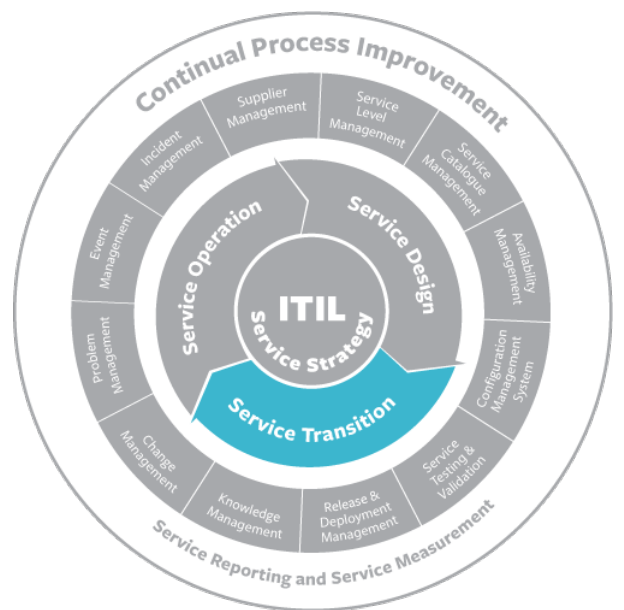 Continual Process Improvement
Supplier
Management
Service
Level
Management
Service
Catalogue
Management
Availability
Management
Configuration
Management
System
Service
Testing &
Validation
Release &
Deployment
Management
Knowledge
Management
Change
Management
Problem
Management
Event
Management
Incident
Management
Service Operation
Service Design
ITIL
Service Strategy
Service Transition
Service Reporting and Service Measurement